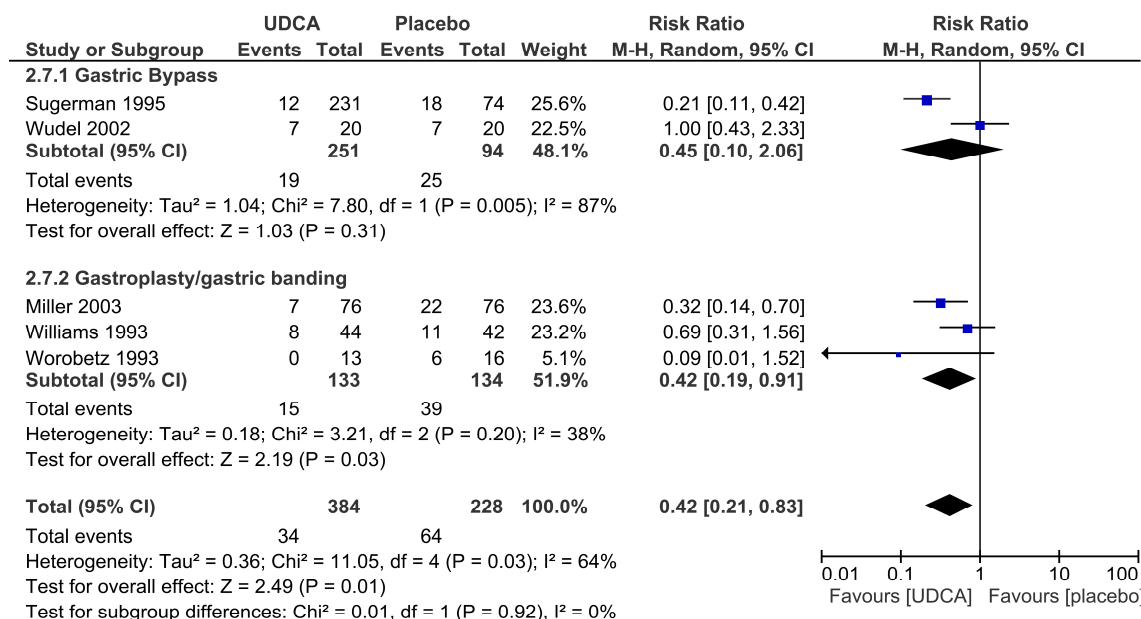 UDCA Placebo Risk Ratio Risk Ratio
Study or Subgroup Events Total Events Total Weight M-H, Random, 95% CI M-H, Random, 95% CI
2.7.1 Gastric Bypass
Sugerman 1995 12 231 18 74 25.6% 0.21 [0.11, 0.42]
Wudel 2002 7 20 7 20 22.5% 1.00 [0.43, 2.33]
Subtotal (95% CI) 251 94 48.1% 0.45 [0.10, 2.06]
Total events 19 25
Heterogeneity: Tau² = 1.04; Chi² = 7.80, df = 1 (P = 0.005); I² = 87%
Test for overall effect: Z = 1.03 (P = 0.31)
2.7.2 Gastroplasty/gastric banding
Miller 2003 7 76 22 76 23.6% 0.32 [0.14, 0.70]
Williams 1993 8 44 11 42 23.2% 0.69 [0.31, 1.56]
Worobetz 1993 0 13 6 16 5.1% 0.09 [0.01, 1.52]
Subtotal (95% CI) 133 134 51.9% 0.42 [0.19, 0.91]
Total events 15 39
Heterogeneity: Tau² = 0.18; Chi² = 3.21, df = 2 (P = 0.20); I² = 38%
Test for overall effect: Z = 2.19 (P = 0.03)
Total (95% CI) 384 228 100.0% 0.42 [0.21, 0.83]
Total events 34 64
Heterogeneity: Tau² = 0.36; Chi² = 11.05, df = 4 (P = 0.03); I² = 64%
Test for overall effect: Z = 2.49 (P = 0.01)
Test for subgroup differences: Chi² = 0.01, df = 1 (P = 0.92), I² = 0%
0.01 0.1 1 10 100
Favours [UDCA] Favours [placebo]